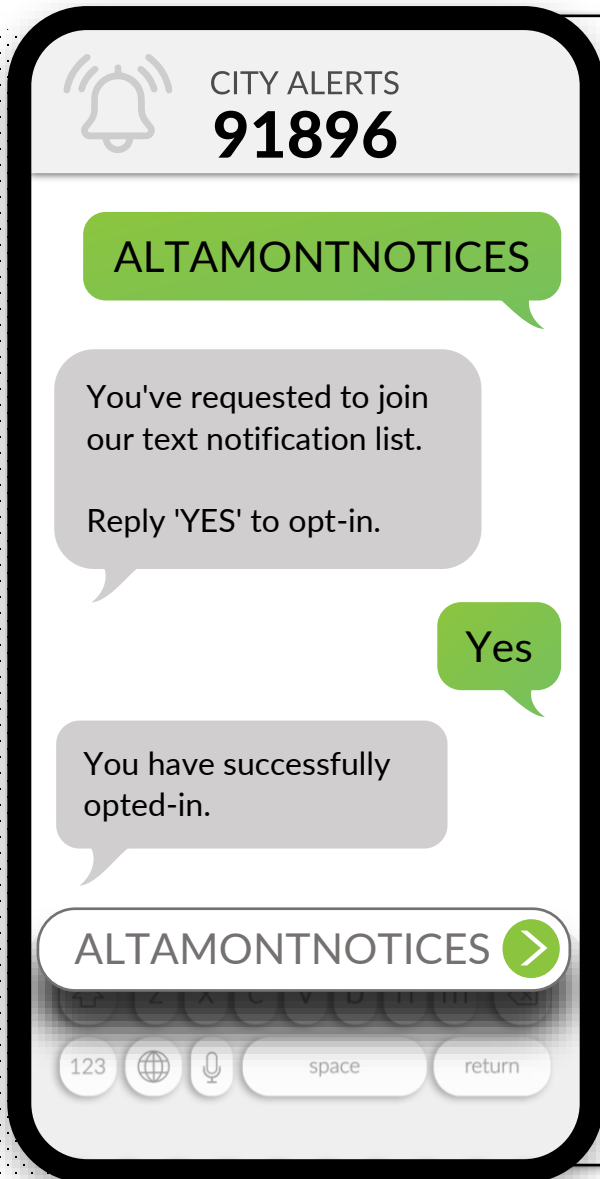 CITY ALERTS
91896
ALTAMONTNOTICES
You've requested to join
our text notification list.
Reply 'YES' to opt-in.
Yes
You have successfully
opted-in.
ALTAMONTNOTICES
z x c v b n m
123 space return